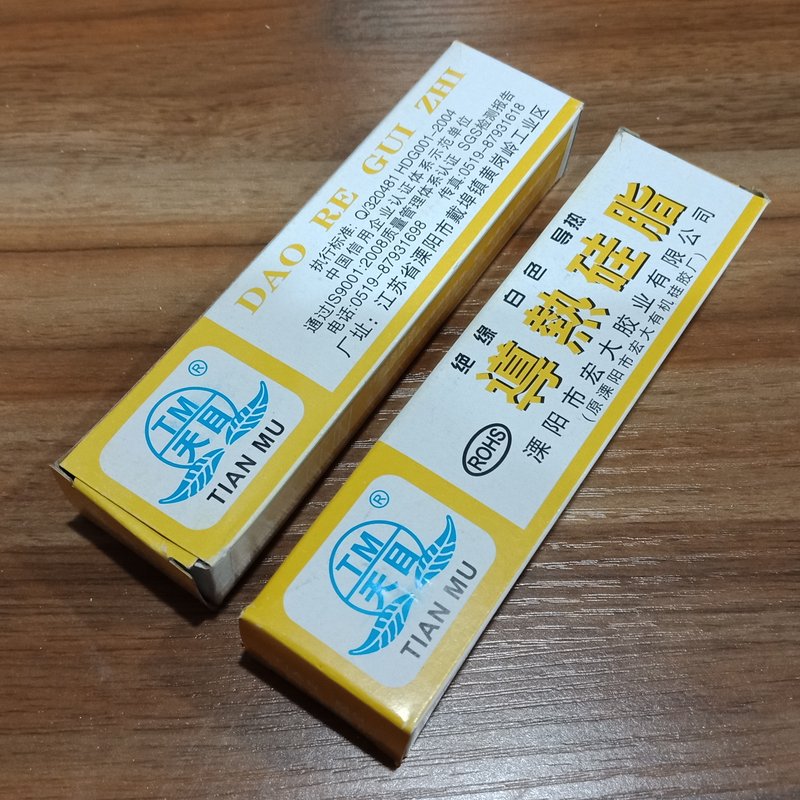 DAO RE GUI ZHI
执行标准: Q/320481 HDG001-2004
中国信用企业认证体系示范单位
通过IS9001:2008质量管理体系认证 SGS检测报告
电话:0519-87931698 传真:0519-87931618
厂址: 江苏省溧阳市戴埠镇黄岗岭工业区
®
TM
天目
TIAN MU
绝缘 白色 导热
導熱硅脂
ROHS
溧阳市宏大胶业有限公司
(原溧阳市宏大有机硅胶厂)
®
TM
天目
TIAN MU